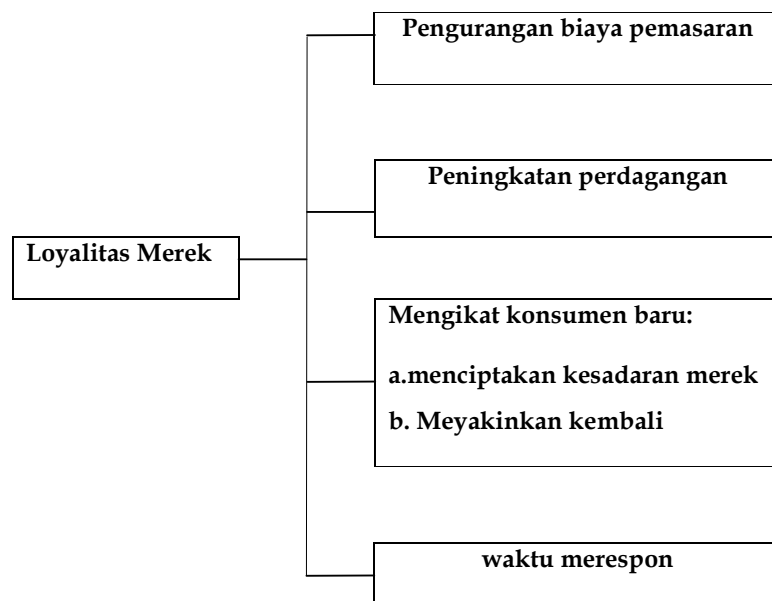 Pengurangan biaya pemasaran
Peningkatan perdagangan
Loyalitas Merek
Mengikat konsumen baru:
a.menciptakan kesadaran merek
b. Meyakinkan kembali
waktu merespon